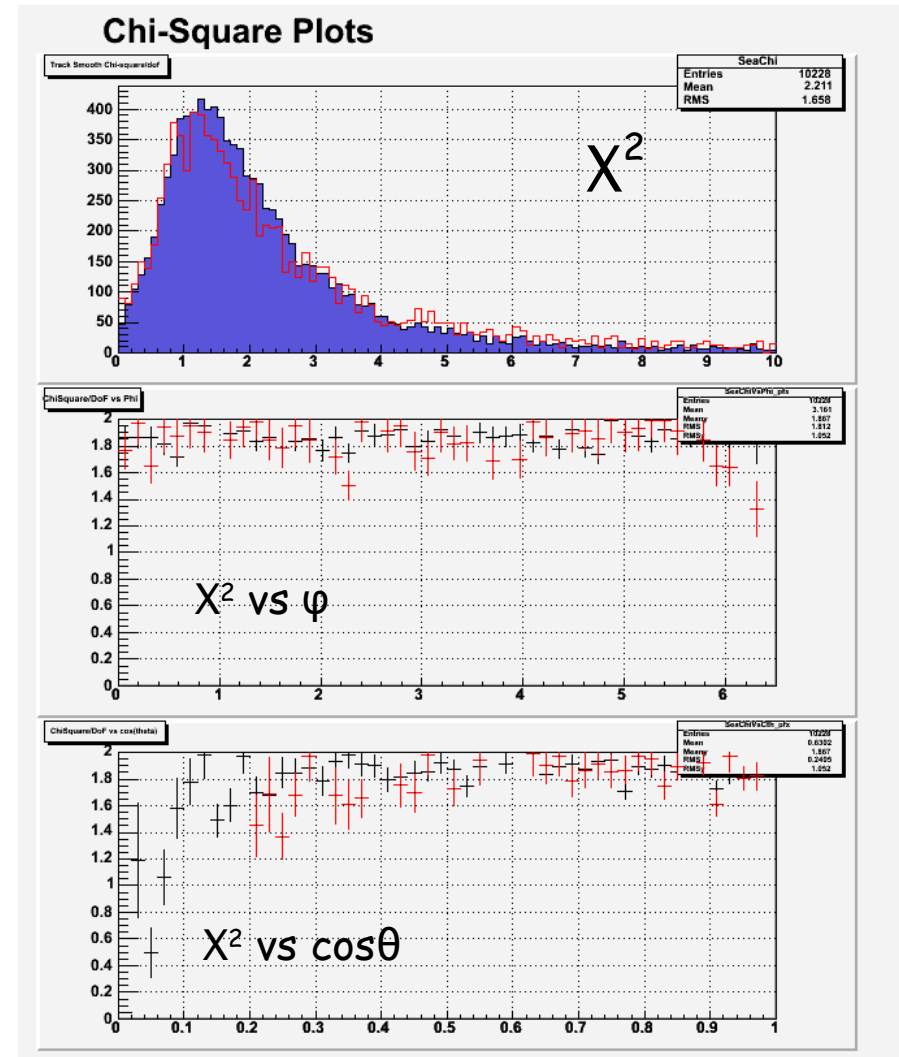 Chi-Square Plots
Track Smooth Chi-square/dof
SeaChi
Entries 10228
Mean 2.211
RMS 1.658
400
350
300
250
200
150
100
50
0
0 1 2 3 4 5 6 7 8 9 10
X²
ChiSquare/DoF vs Phi
SeaChiVsPhi_pfx
Entries 10228
Mean 3.161
Meany 1.867
RMS 1.812
RMSy 1.052
2
1.8
1.6
1.4
1.2
1
0.8
0.6
0.4
0.2
0
0 1 2 3 4 5 6
X² vs φ
ChiSquare/DoF vs cos(theta)
SeaChiVsCth_pfx
Entries 10228
Mean 0.6302
Meany 1.867
RMS 0.2405
RMSy 1.052
2
1.8
1.6
1.4
1.2
1
0.8
0.6
0.4
0.2
0
0 0.1 0.2 0.3 0.4 0.5 0.6 0.7 0.8 0.9 1
X² vs cosθ